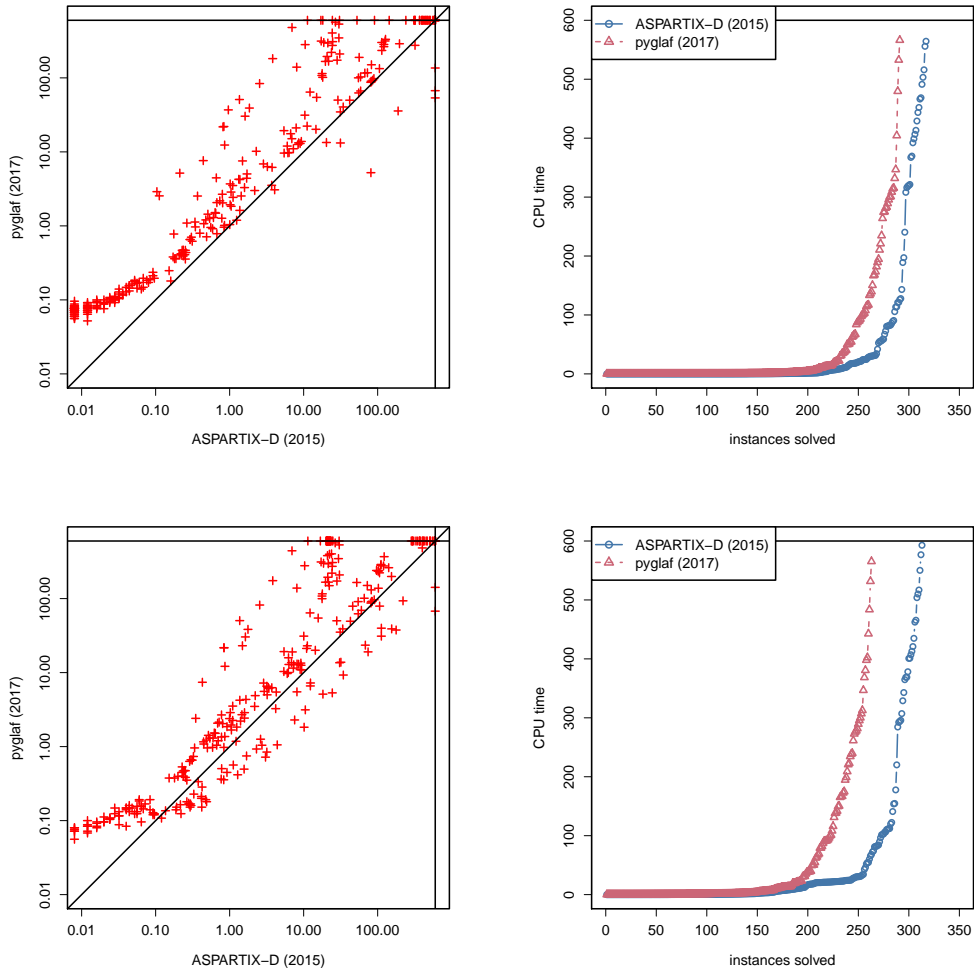 pyglaf (2017)
100.00
10.00
1.00
0.10
0.01
0.01 0.10 1.00 10.00 100.00
ASPARTIX−D (2015)
ASPARTIX−D (2015)
pyglaf (2017)
CPU time
600
500
400
300
200
100
0
0 50 100 150 200 250 300 350
instances solved
pyglaf (2017)
100.00
10.00
1.00
0.10
0.01
0.01 0.10 1.00 10.00 100.00
ASPARTIX−D (2015)
ASPARTIX−D (2015)
pyglaf (2017)
CPU time
600
500
400
300
200
100
0
0 50 100 150 200 250 300 350
instances solved